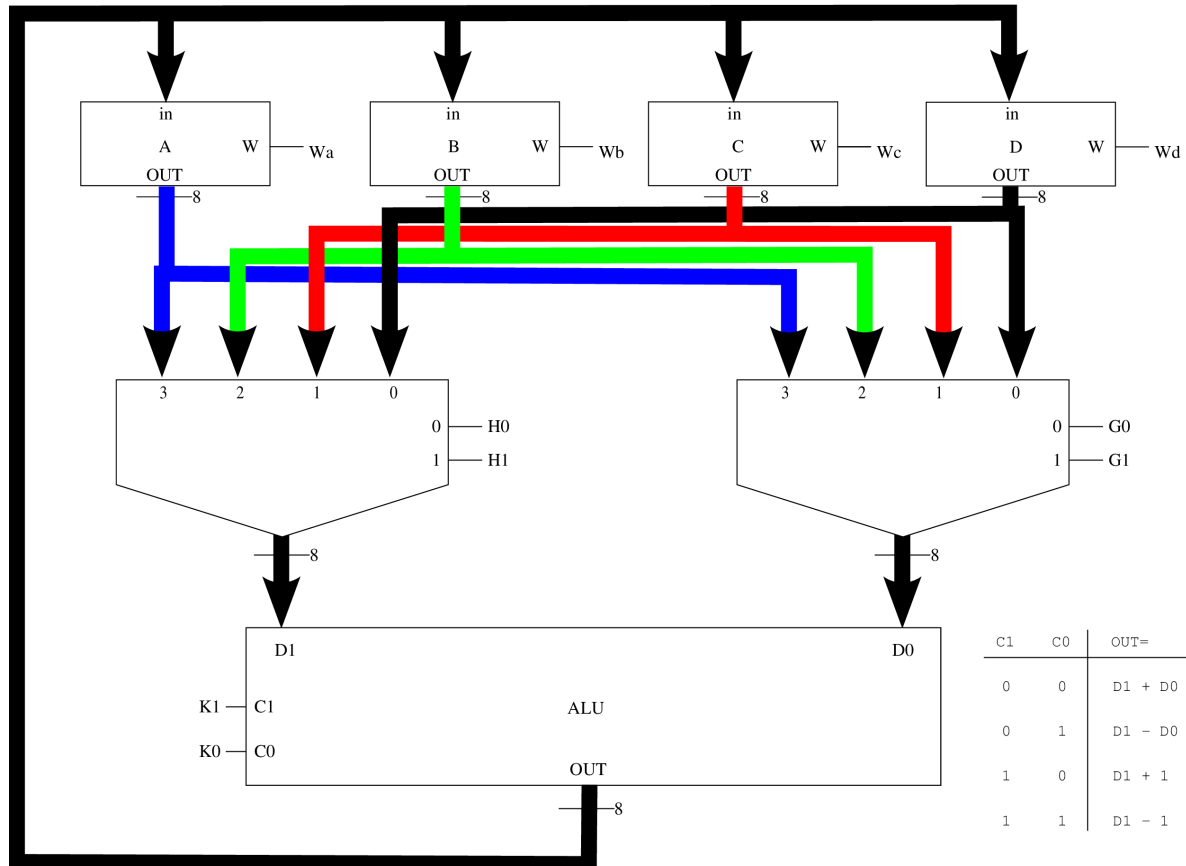 in in in in
A W Wa B W Wb C W Wc D W Wd
OUT OUT OUT OUT
8 8 8 8
3 2 1 0 3 2 1 0
0 H0 0 G0
1 H1 1 G1
8 8
D1 D0
C1 C0 OUT=
0 0 D1 + D0
K1 C1 ALU
0 1 D1 - D0
K0 C0
OUT
1 0 D1 + 1
8
1 1 D1 - 1